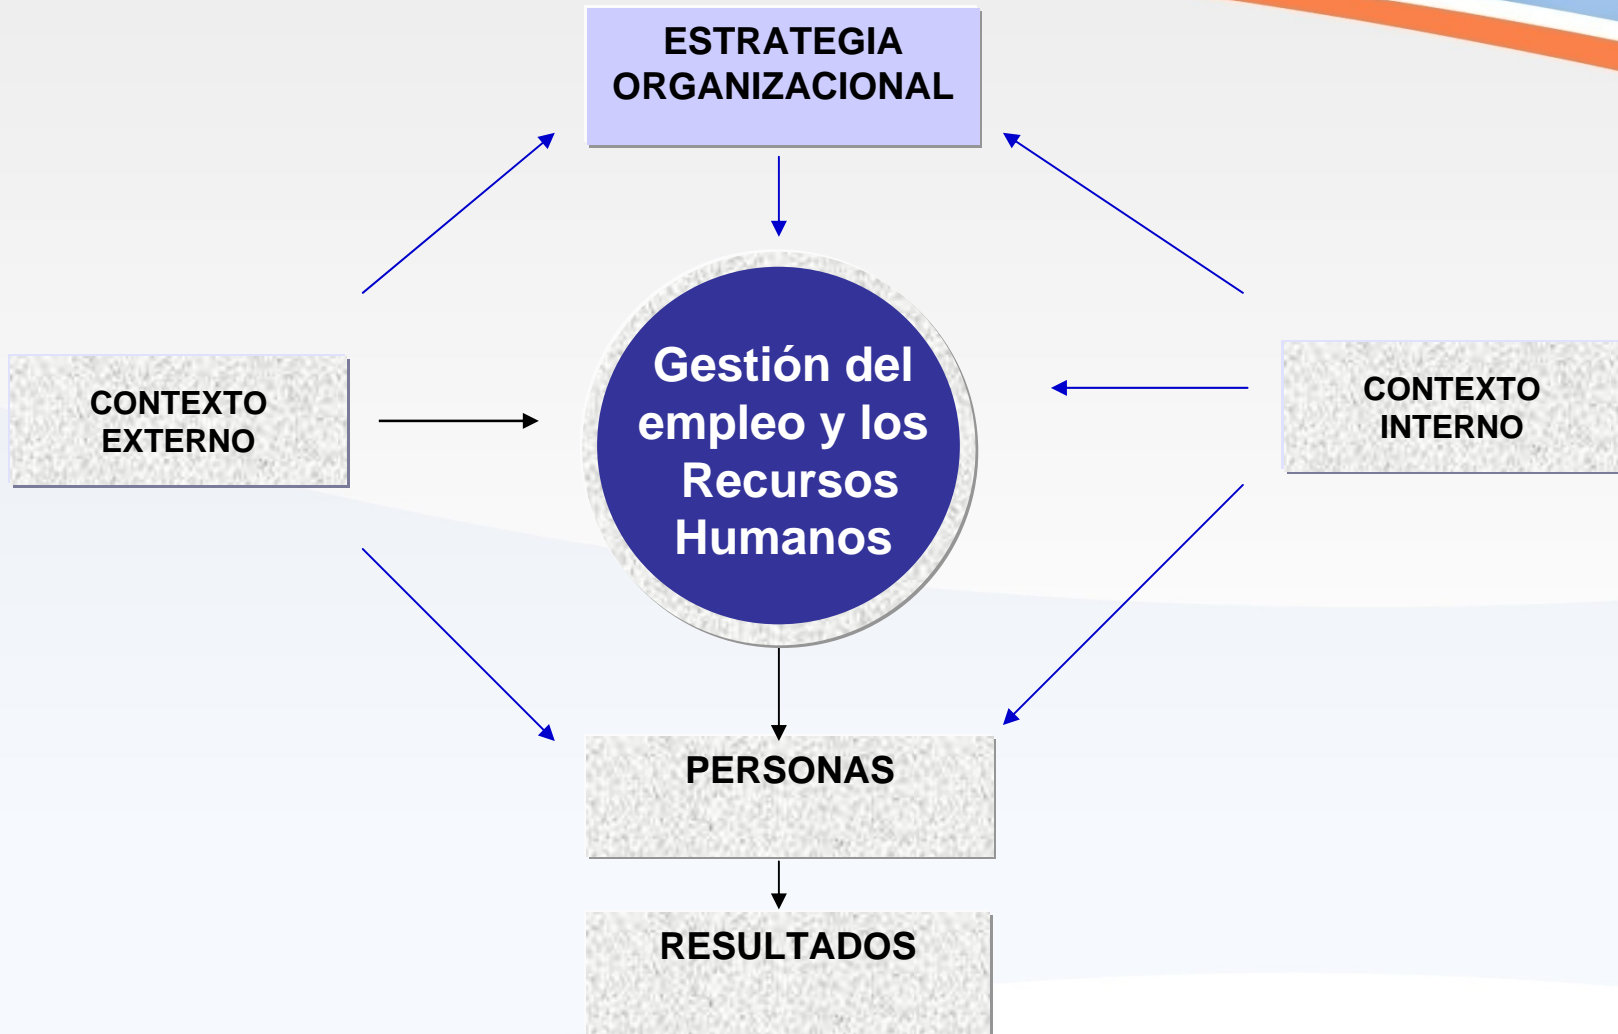 ESTRATEGIA
ORGANIZACIONAL
Gestión del
empleo y los
Recursos
Humanos
CONTEXTO
EXTERNO
CONTEXTO
INTERNO
PERSONAS
RESULTADOS